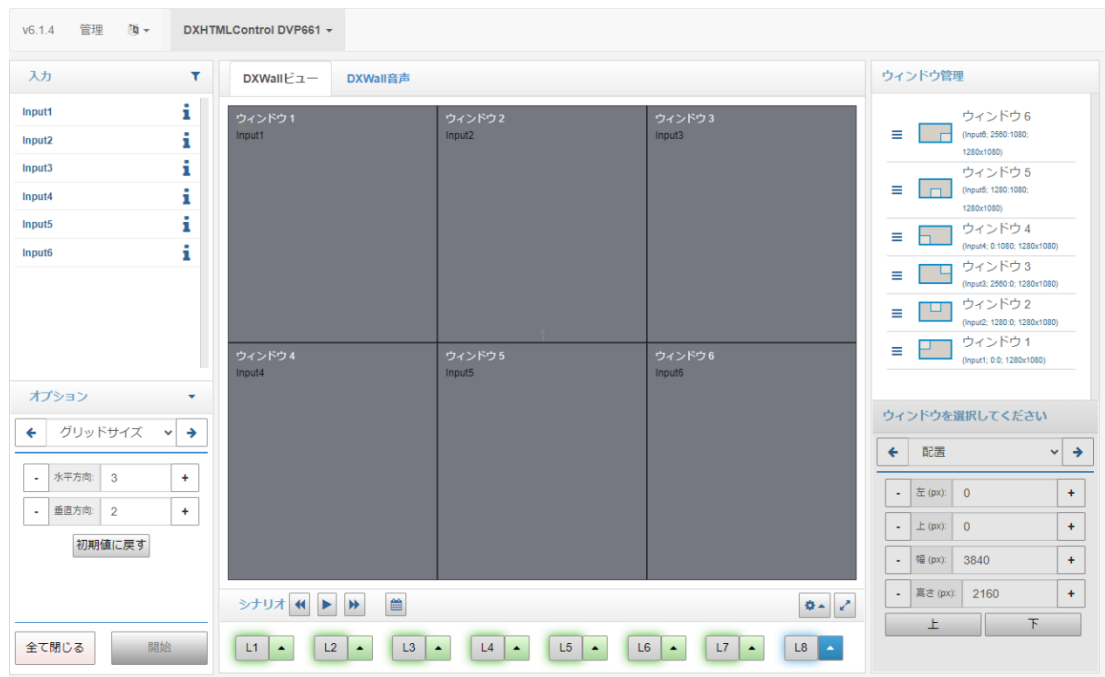 v6.1.4 管理 DXHTMLControl DVP661
入力
Input1
Input2
Input3
Input4
Input5
Input6
オプション
グリッドサイズ
- 水平方向: 3 +
- 垂直方向: 2 +
初期値に戻す
全て閉じる 開始
DXWallビュー DXWall音声
ウィンドウ 1 ウィンドウ 2 ウィンドウ 3
Input1 Input2 Input3
1
ウィンドウ 4 ウィンドウ 5 ウィンドウ 6
Input4 Input5 Input6
シナリオ
L1 L2 L3 L4 L5 L6 L7 L8
ウィンドウ管理
ウィンドウ 6
(Input6; 2560:1080;
1280x1080)
ウィンドウ 5
(Input5; 1280:1080;
1280x1080)
ウィンドウ 4
(Input4; 0:1080; 1280x1080)
ウィンドウ 3
(Input3; 2560:0; 1280x1080)
ウィンドウ 2
(Input2; 1280:0; 1280x1080)
ウィンドウ 1
(Input1; 0:0; 1280x1080)
ウィンドウを選択してください
配置
- 左 (px): 0 +
- 上 (px): 0 +
- 幅 (px): 3840 +
- 高さ (px): 2160 +
上 下